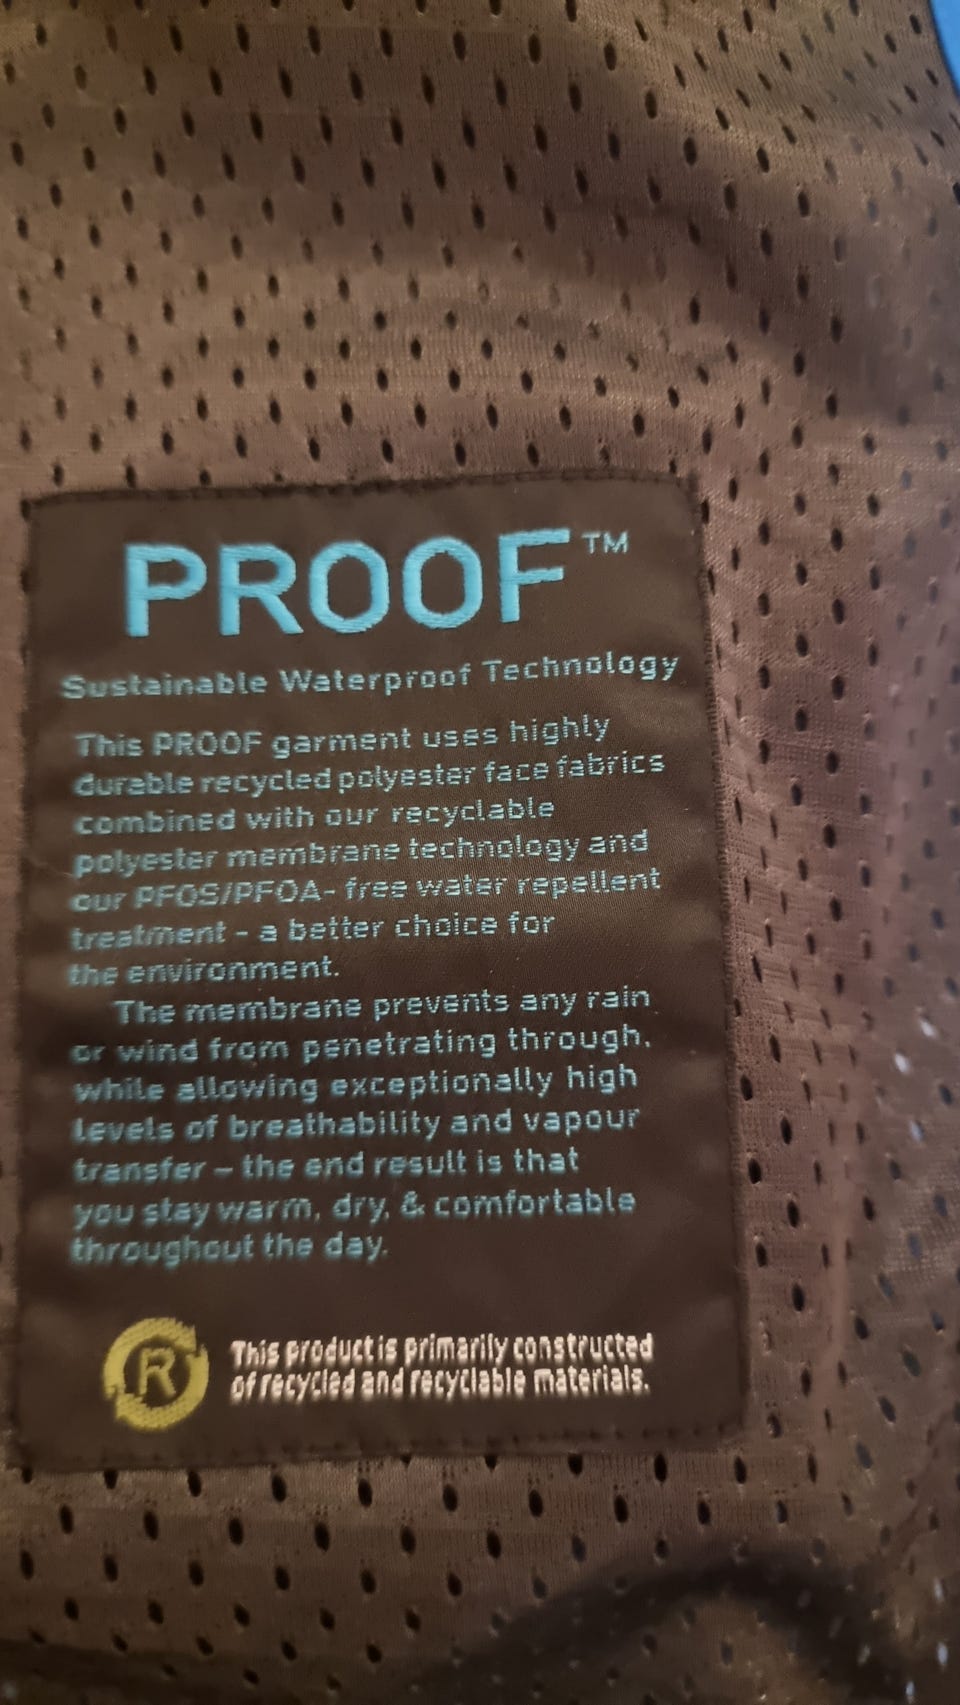 PROOF™
Sustainable Waterproof Technology
This PROOF garment uses highly
durable recycled polyester face fabrics
combined with our recyclable
polyester membrane technology and
our PFOS/PFOA- free water repellent
treatment - a better choice for
the environment.
The membrane prevents any rain
or wind from penetrating through,
while allowing exceptionally high
levels of breathability and vapour
transfer – the end result is that
you stay warm, dry, & comfortable
throughout the day.
R
This product is primarily constructed
of recycled and recyclable materials.